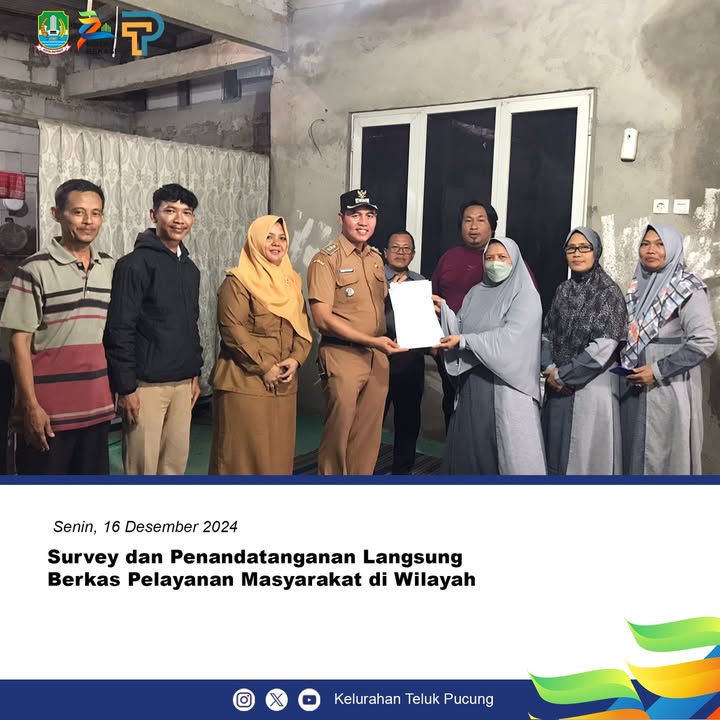 Senin, 16 Desember 2024
Survey dan Penandatanganan Langsung
Berkas Pelayanan Masyarakat di Wilayah
Kelurahan Teluk Pucung